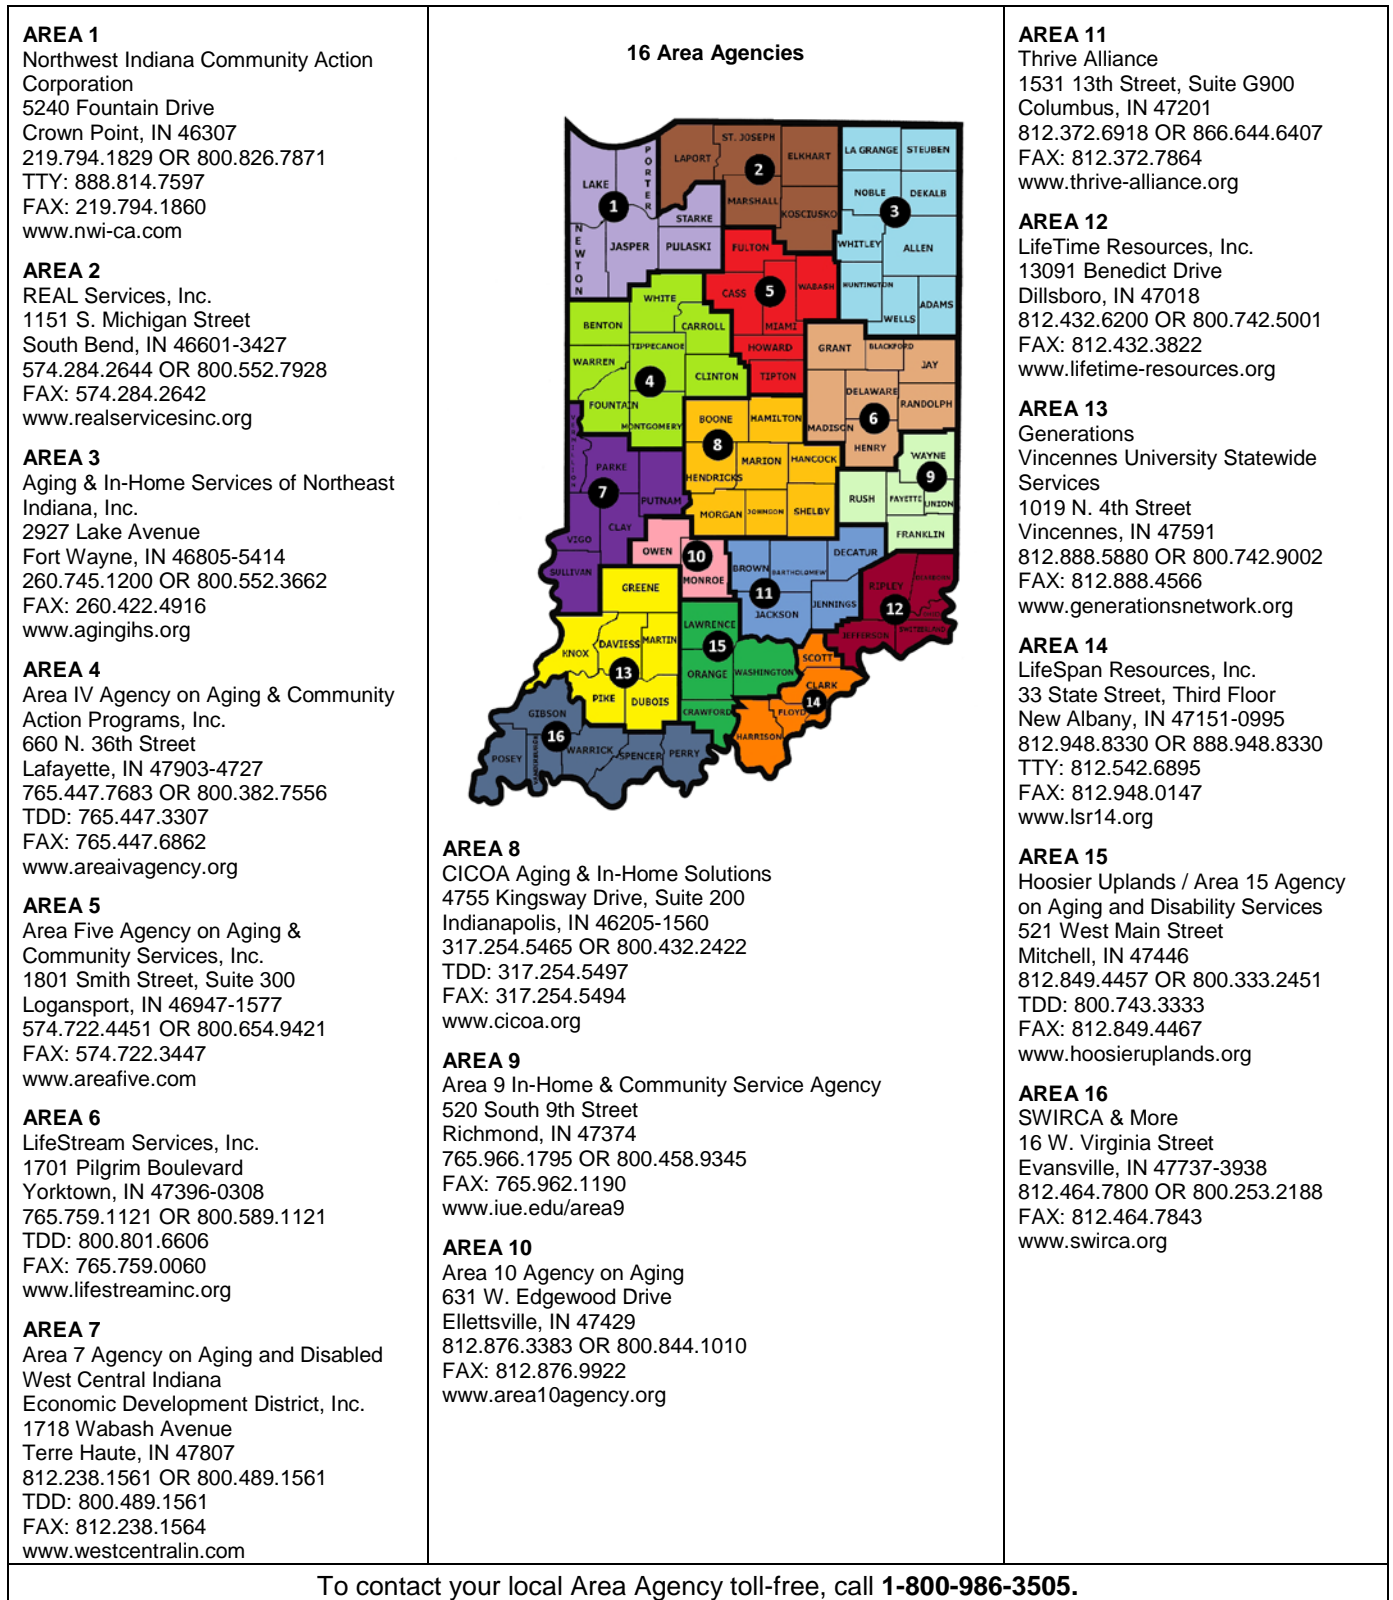 AREA 1
Northwest Indiana Community Action
Corporation
5240 Fountain Drive
Crown Point, IN 46307
219.794.1829 OR 800.826.7871
TTY: 888.814.7597
FAX: 219.794.1860
www.nwi-ca.com
AREA 2
REAL Services, Inc.
1151 S. Michigan Street
South Bend, IN 46601-3427
574.284.2644 OR 800.552.7928
FAX: 574.284.2642
www.realservicesinc.org
AREA 3
Aging & In-Home Services of Northeast
Indiana, Inc.
2927 Lake Avenue
Fort Wayne, IN 46805-5414
260.745.1200 OR 800.552.3662
FAX: 260.422.4916
www.agingihs.org
AREA 4
Area IV Agency on Aging & Community
Action Programs, Inc.
660 N. 36th Street
Lafayette, IN 47903-4727
765.447.7683 OR 800.382.7556
TDD: 765.447.3307
FAX: 765.447.6862
www.areaivagency.org
AREA 5
Area Five Agency on Aging &
Community Services, Inc.
1801 Smith Street, Suite 300
Logansport, IN 46947-1577
574.722.4451 OR 800.654.9421
FAX: 574.722.3447
www.areafive.com
AREA 6
LifeStream Services, Inc.
1701 Pilgrim Boulevard
Yorktown, IN 47396-0308
765.759.1121 OR 800.589.1121
TDD: 800.801.6606
FAX: 765.759.0060
www.lifestreaminc.org
AREA 7
Area 7 Agency on Aging and Disabled
West Central Indiana
Economic Development District, Inc.
1718 Wabash Avenue
Terre Haute, IN 47807
812.238.1561 OR 800.489.1561
TDD: 800.489.1561
FAX: 812.238.1564
www.westcentralin.com
16 Area Agencies
LAKE
PORTER
LAPORT
ST. JOSEPH
ELKHART
LA GRANGE
STEUBEN
1
2
3
NEWTON
JASPER
STARKE
PULASKI
MARSHALL
KOSCIUSKO
NOBLE
DEKALB
WHITLEY
ALLEN
FULTON
CASS
5
WABASH
MIAMI
HUNTINGTON
WELLS
ADAMS
WHITE
BENTON
CARROLL
TIPPECANOE
WARREN
4
CLINTON
FOUNTAIN
MONTGOMERY
HOWARD
TIPTON
GRANT
BLACKFORD
JAY
DELAWARE
RANDOLPH
MADISON
6
HENRY
BOONE
HAMILTON
8
HENDRICKS
MARION
HANCOCK
MORGAN
JOHNSON
SHELBY
WAYNE
9
RUSH
FAYETTE
UNION
FRANKLIN
PARKE
7
PUTNAM
CLAY
VIGO
SULLIVAN
OWEN
10
MONROE
BROWN
BARTHOLOMEW
DECATUR
11
JENNINGS
JACKSON
RIPLEY
12
JEFFERSON
SWITZERLAND
GREENE
KNOX
DAVIESS
MARTIN
13
PIKE
DUBOIS
LAWRENCE
15
ORANGE
WASHINGTON
CRAWFORD
SCOTT
CLARK
14
FLOYD
HARRISON
GIBSON
16
POSEY
WARRICK
SPENCER
PERRY
AREA 8
CICOA Aging & In-Home Solutions
4755 Kingsway Drive, Suite 200
Indianapolis, IN 46205-1560
317.254.5465 OR 800.432.2422
TDD: 317.254.5497
FAX: 317.254.5494
www.cicoa.org
AREA 9
Area 9 In-Home & Community Service Agency
520 South 9th Street
Richmond, IN 47374
765.966.1795 OR 800.458.9345
FAX: 765.962.1190
www.iue.edu/area9
AREA 10
Area 10 Agency on Aging
631 W. Edgewood Drive
Ellettsville, IN 47429
812.876.3383 OR 800.844.1010
FAX: 812.876.9922
www.area10agency.org
AREA 11
Thrive Alliance
1531 13th Street, Suite G900
Columbus, IN 47201
812.372.6918 OR 866.644.6407
FAX: 812.372.7864
www.thrive-alliance.org
AREA 12
LifeTime Resources, Inc.
13091 Benedict Drive
Dillsboro, IN 47018
812.432.6200 OR 800.742.5001
FAX: 812.432.3822
www.lifetime-resources.org
AREA 13
Generations
Vincennes University Statewide
Services
1019 N. 4th Street
Vincennes, IN 47591
812.888.5880 OR 800.742.9002
FAX: 812.888.4566
www.generationsnetwork.org
AREA 14
LifeSpan Resources, Inc.
33 State Street, Third Floor
New Albany, IN 47151-0995
812.948.8330 OR 888.948.8330
TTY: 812.542.6895
FAX: 812.948.0147
www.lsr14.org
AREA 15
Hoosier Uplands / Area 15 Agency
on Aging and Disability Services
521 West Main Street
Mitchell, IN 47446
812.849.4457 OR 800.333.2451
TDD: 800.743.3333
FAX: 812.849.4467
www.hoosieruplands.org
AREA 16
SWIRCA & More
16 W. Virginia Street
Evansville, IN 47737-3938
812.464.7800 OR 800.253.2188
FAX: 812.464.7843
www.swirca.org
To contact your local Area Agency toll-free, call 1-800-986-3505.